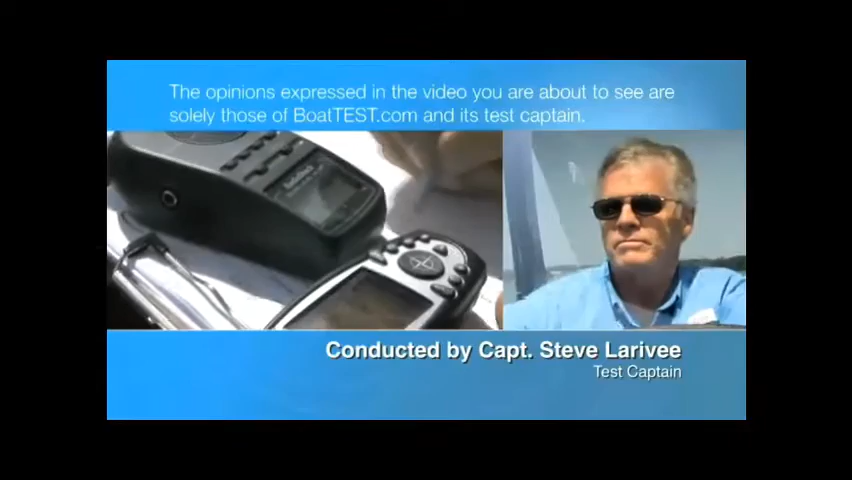 The opinions expressed in the video you are about to see are
solely those of BoatTEST.com and its test captain.
Conducted by Capt. Steve Larivee
Test Captain